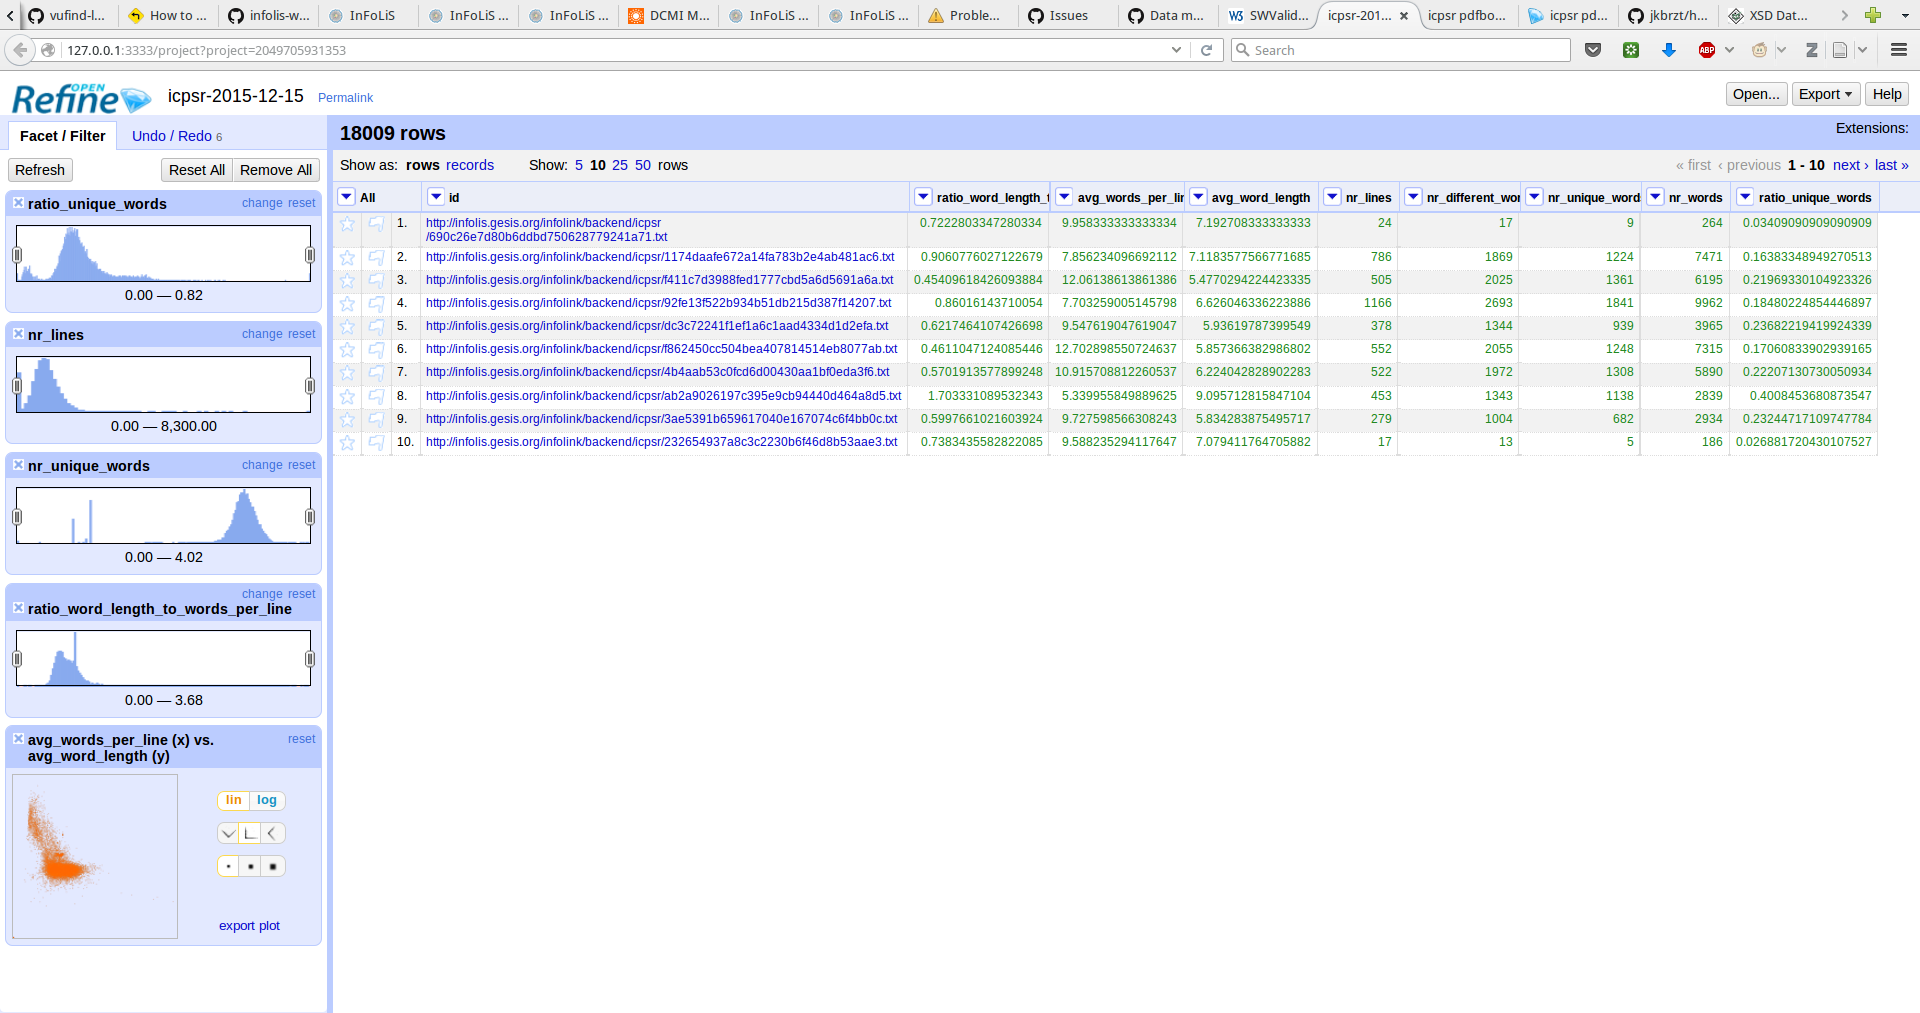 vufind-l... How to ... infolis-w... InFoLiS InFoLiS ... InFoLiS ... DCMI M... InFoLiS ... InFoLiS ... Proble... Issues Data m... W3 SWValid... icpsr-201... icpsr pdfbo... icpsr pd... jkbrzt/h... XSD Dat...
127.0.0.1:3333/project?project=2049705931353 Search ABP Z
OPEN
Refine icpsr-2015-12-15 Permalink Open... Export Help
Facet / Filter Undo / Redo 6 18009 rows Extensions:
Refresh Reset All Remove All Show as: rows records Show: 5 10 25 50 rows « first ‹ previous 1 - 10 next › last »
All id ratio_word_length_t avg_words_per_lin avg_word_length nr_lines nr_different_wor nr_unique_word nr_words ratio_unique_words
1. http://infolis.gesis.org/infolink/backend/icpsr 0.7222803347280334 9.958333333333334 7.192708333333333 24 17 9 264 0.03409090909090909
/690c26e7d80b6ddbd750628779241a71.txt
2. http://infolis.gesis.org/infolink/backend/icpsr/1174daafe672a14fa783b2e4ab481ac6.txt 0.9060776027122679 7.856234096692112 7.1183577566771685 786 1869 1224 7471 0.16383348949270513
3. http://infolis.gesis.org/infolink/backend/icpsr/f411c7d3988fed1777cbd5a6d5691a6a.txt 0.45409618426093884 12.06138613861386 5.4770294224423335 505 2025 1361 6195 0.21969330104923326
4. http://infolis.gesis.org/infolink/backend/icpsr/92fe13f522b934b51db215d387f14207.txt 0.86016143710054 7.703259005145798 6.626046336223886 1166 2693 1841 9962 0.18480224854446897
5. http://infolis.gesis.org/infolink/backend/icpsr/dc3c72241f1ef1a6c1aad4334d1d2efa.txt 0.6217464107426698 9.547619047619047 5.93619787399549 378 1344 939 3965 0.23682219419924339
6. http://infolis.gesis.org/infolink/backend/icpsr/f862450cc504bea407814514eb8077ab.txt 0.4611047124085446 12.702898550724637 5.857366382986802 552 2055 1248 7315 0.17060833902939165
7. http://infolis.gesis.org/infolink/backend/icpsr/4b4aab53c0fcd6d00430aa1bf0eda3f6.txt 0.5701913577899248 10.915708812260537 6.224042828902283 522 1972 1308 5890 0.22207130730050934
8. http://infolis.gesis.org/infolink/backend/icpsr/ab2a9026197c395e9cb94440d464a8d5.txt 1.703331089532343 5.339955849889625 9.095712815847104 453 1343 1138 2839 0.4008453680873547
9. http://infolis.gesis.org/infolink/backend/icpsr/3ae5391b659617040e167074c6f4bb0c.txt 0.5997661021603924 9.727598566308243 5.834283875495717 279 1004 682 2934 0.23244717109747784
10. http://infolis.gesis.org/infolink/backend/icpsr/232654937a8c3c2230b6f46d8b53aae3.txt 0.7383435582822085 9.588235294117647 7.079411764705882 17 13 5 186 0.026881720430107527
ratio_unique_words change reset
0.00 — 0.82
nr_lines change reset
0.00 — 8,300.00
nr_unique_words change reset
0.00 — 4.02
change reset
ratio_word_length_to_words_per_line
0.00 — 3.68
avg_words_per_line (x) vs. reset
avg_word_length (y)
lin log
export plot